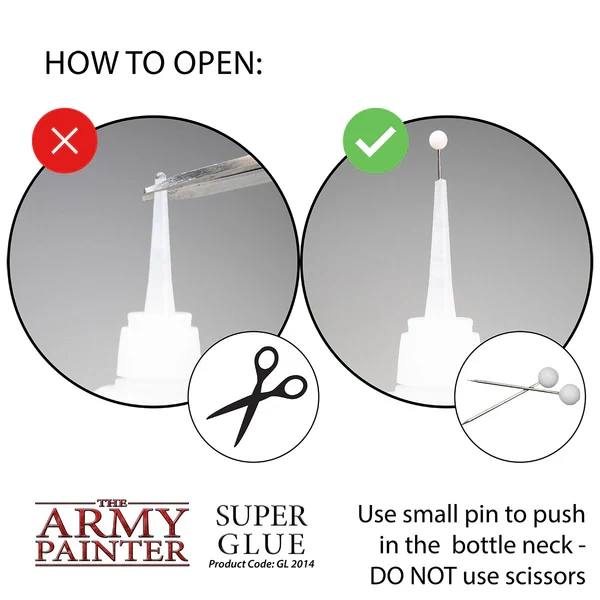 HOW TO OPEN:
THE
ARMY
PAINTER
SUPER
GLUE
Product Code: GL 2014
Use small pin to push
in the bottle neck -
DO NOT use scissors